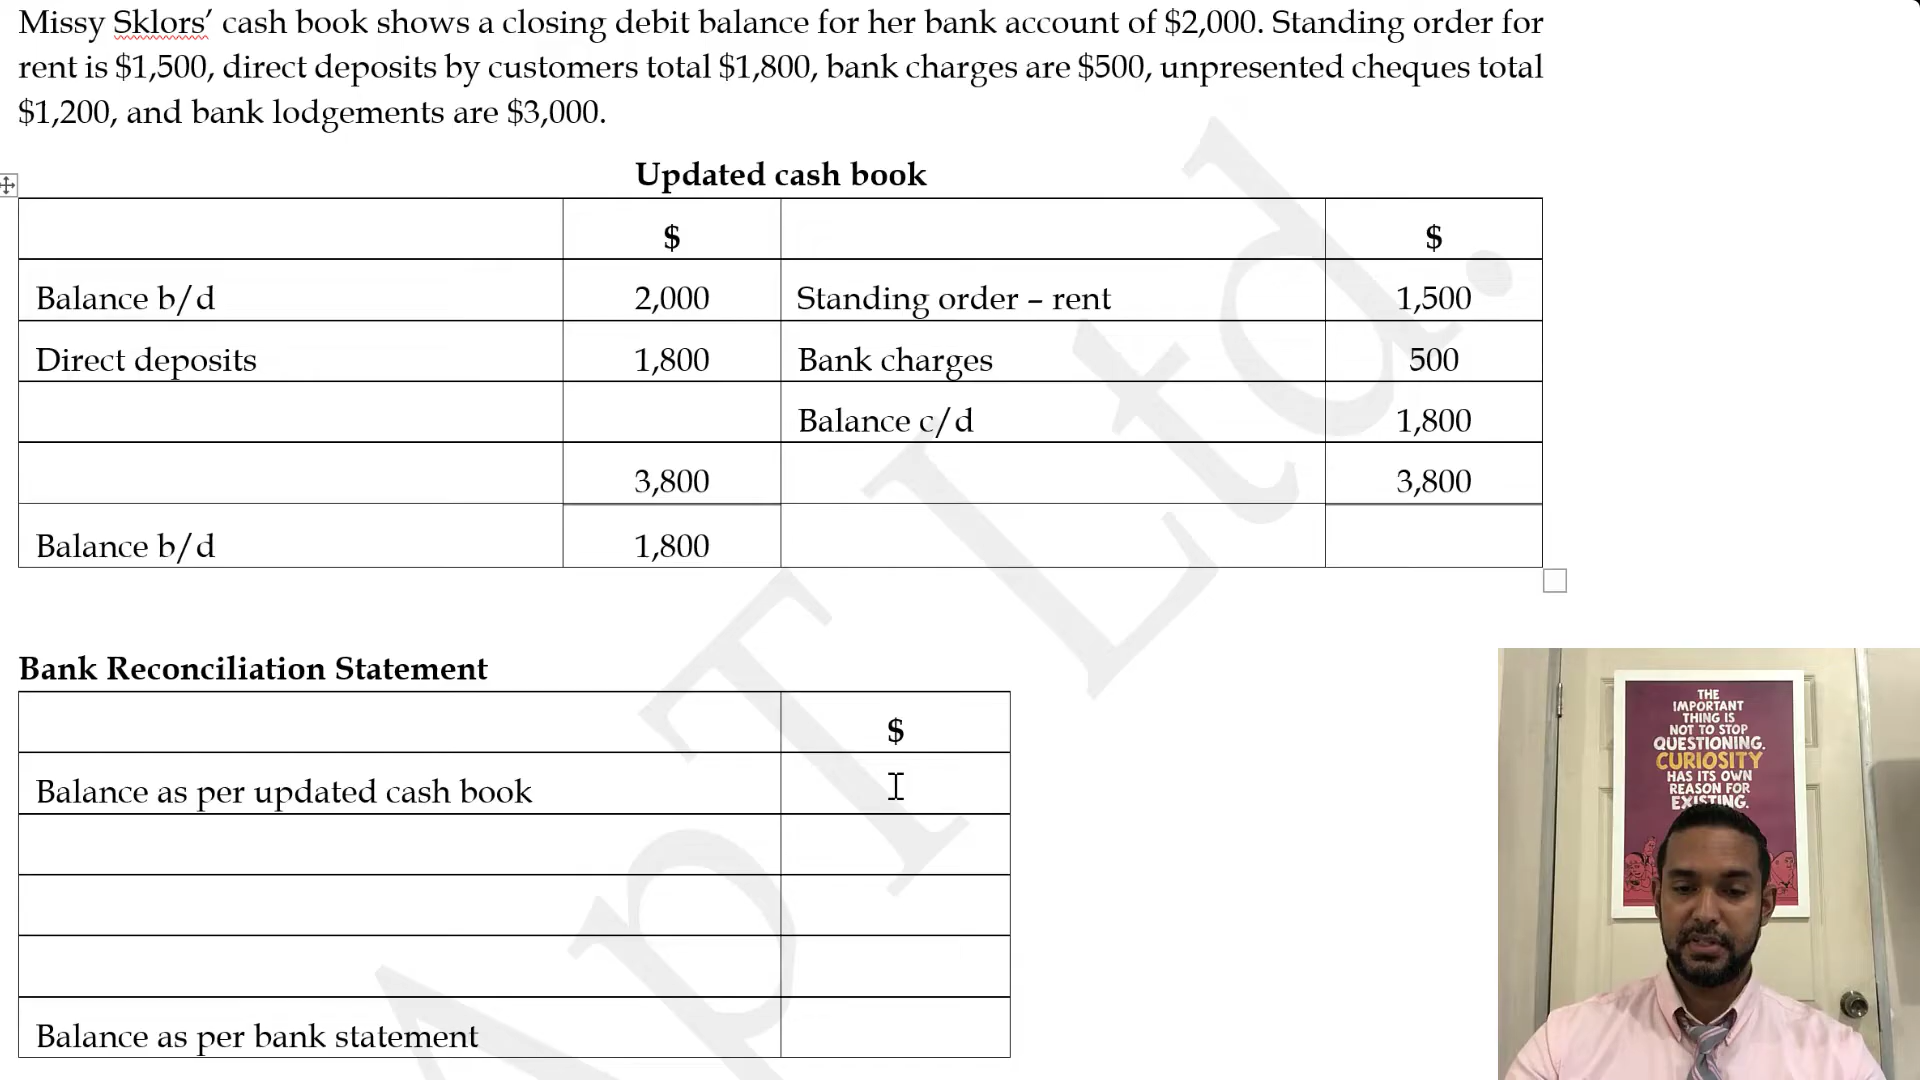 Missy Sklors’ cash book shows a closing debit balance for her bank account of $2,000. Standing order for
rent is $1,500, direct deposits by customers total $1,800, bank charges are $500, unpresented cheques total
$1,200, and bank lodgements are $3,000.
Updated cash book
$ $
Balance b/d 2,000 Standing order – rent 1,500
Direct deposits 1,800 Bank charges 500
Balance c/d 1,800
3,800 3,800
Balance b/d 1,800
Bank Reconciliation Statement
$
Balance as per updated cash book
Balance as per bank statement
THE
IMPORTANT
THING IS
NOT TO STOP
QUESTIONING.
CURIOSITY
HAS ITS OWN
REASON FOR
EXISTING.
ApT Ltd.